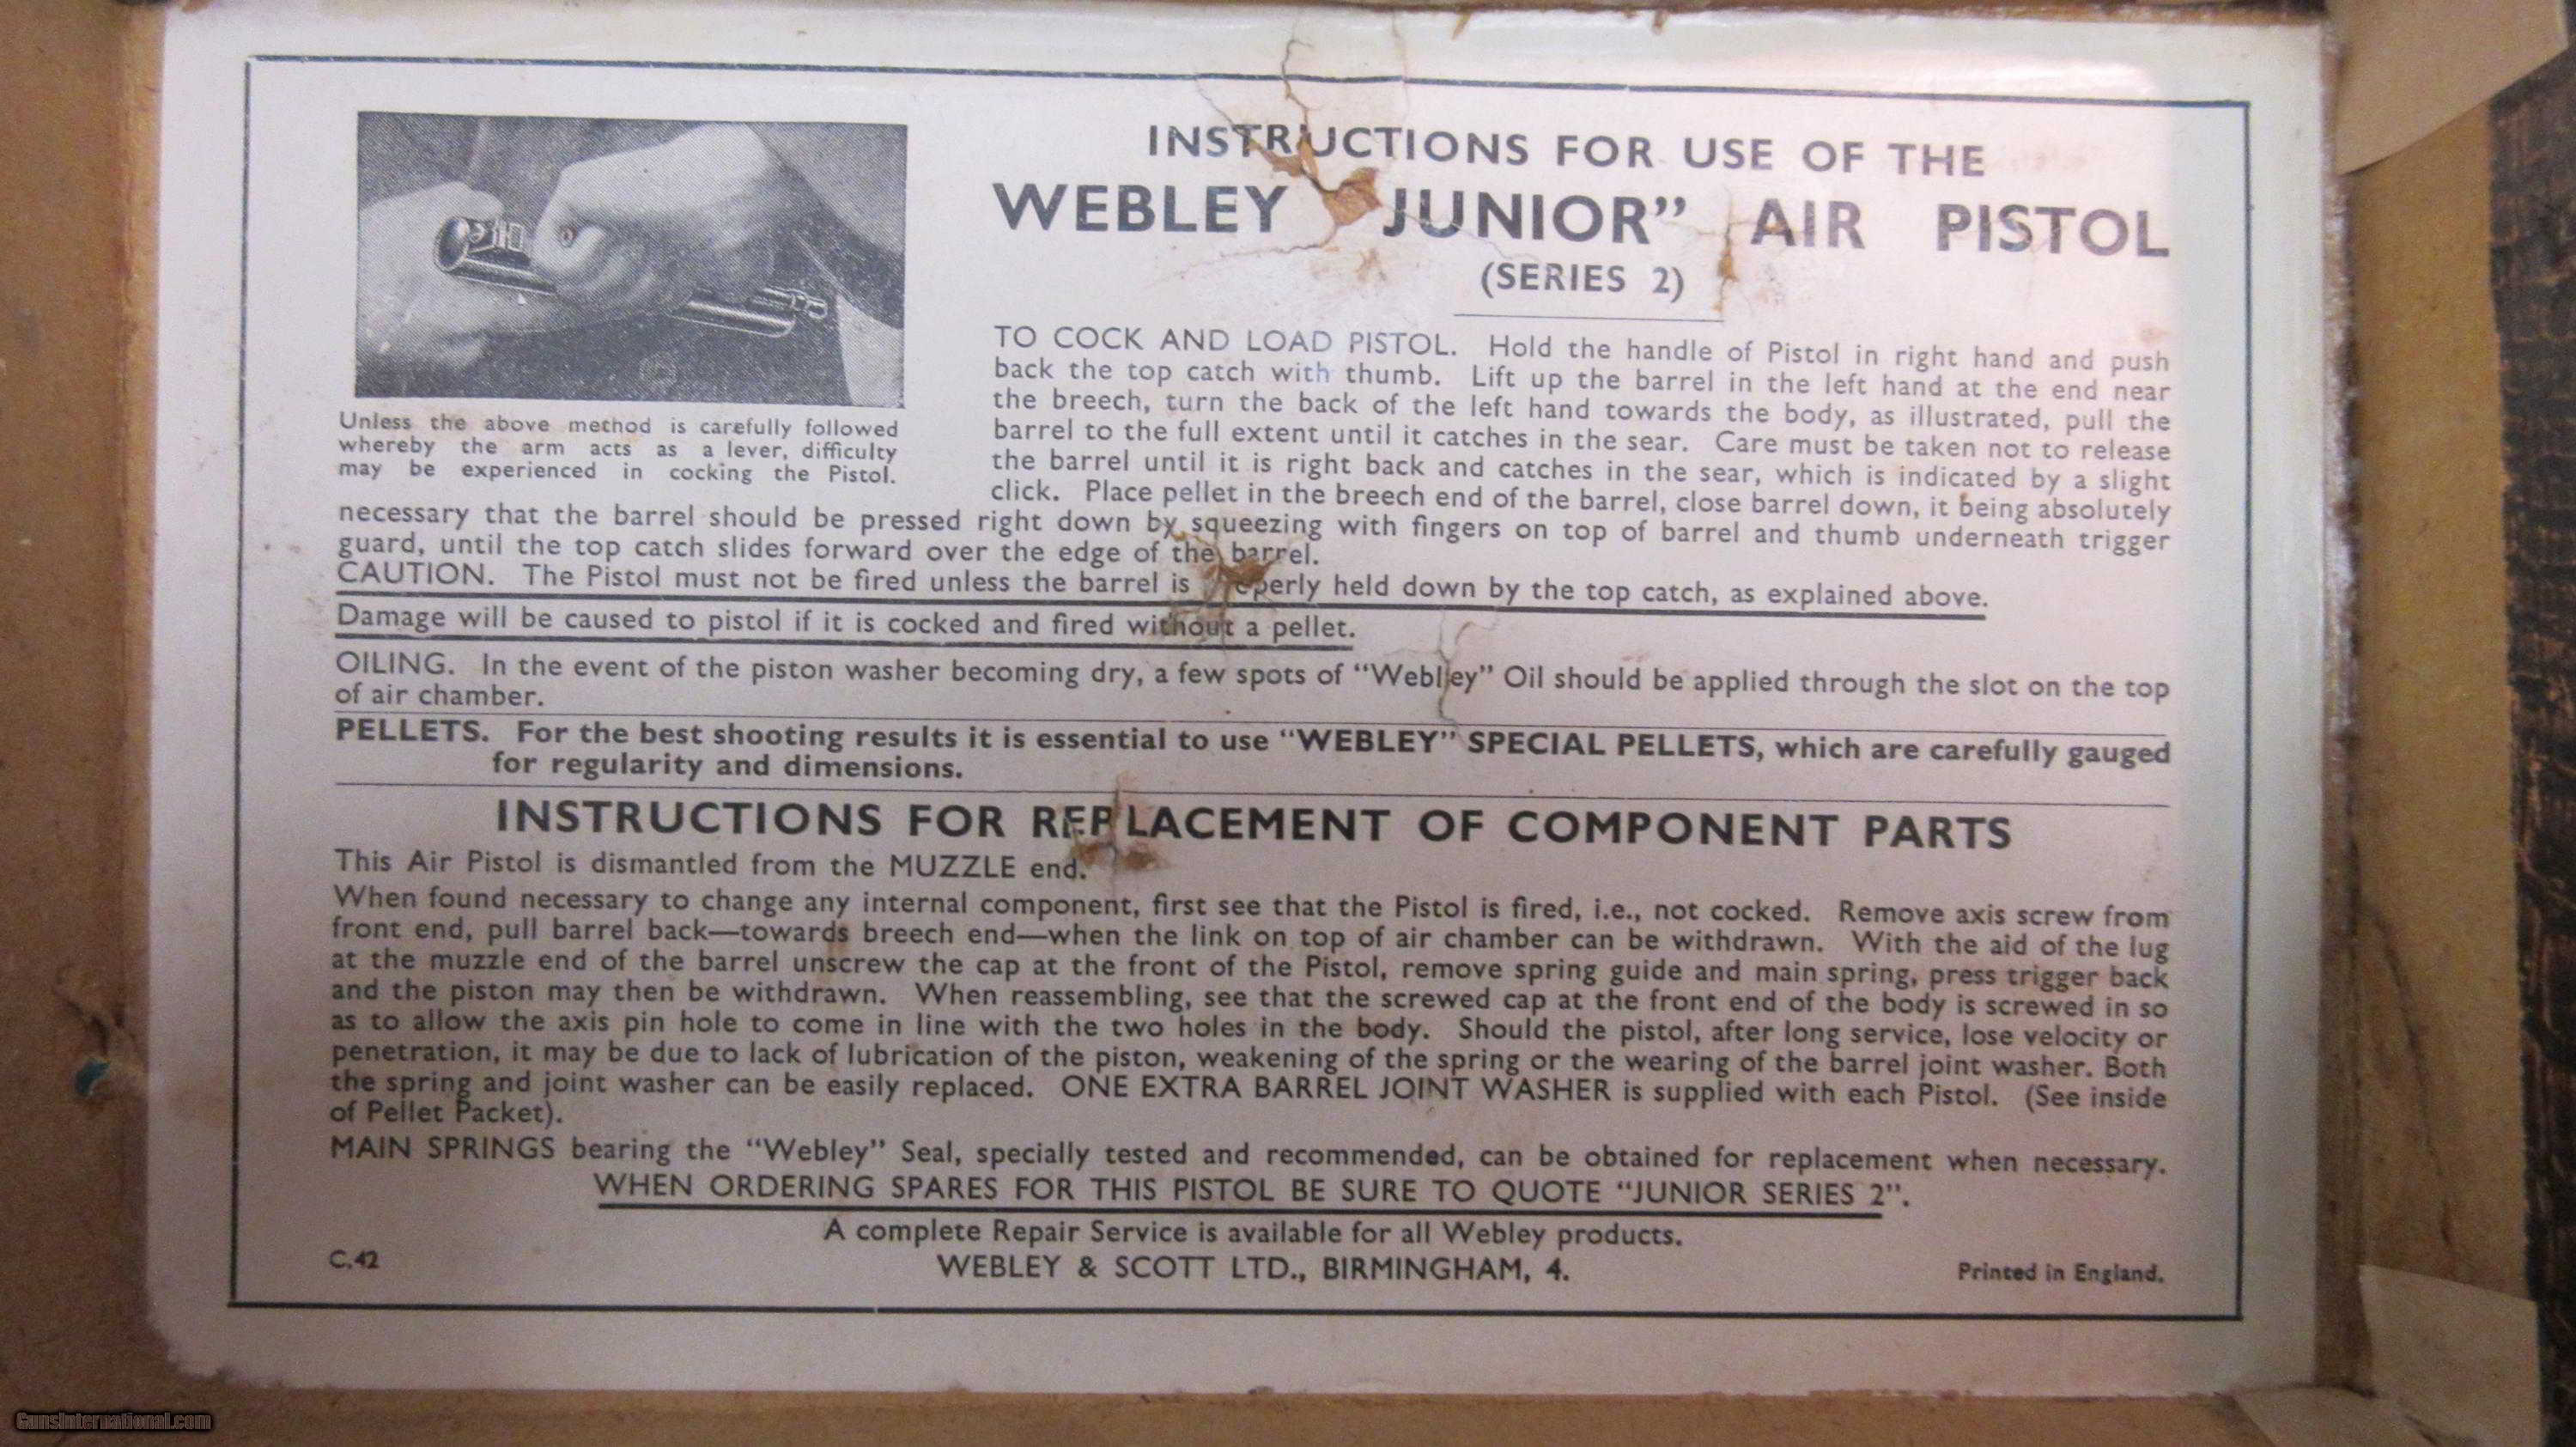 INSTRUCTIONS FOR USE OF THE
WEBLEY JUNIOR” AIR PISTOL
(SERIES 2)
Unless the above method is carefully followed
whereby the arm acts as a lever, difficulty
may be experienced in cocking the Pistol.
TO COCK AND LOAD PISTOL. Hold the handle of Pistol in right hand and push
back the top catch with thumb. Lift up the barrel in the left hand at the end near
the breech, turn the back of the left hand towards the body, as illustrated, pull the
barrel to the full extent until it catches in the sear. Care must be taken not to release
the barrel until it is right back and catches in the sear, which is indicated by a slight
click. Place pellet in the breech end of the barrel, close barrel down, it being absolutely
necessary that the barrel should be pressed right down by squeezing with fingers on top of barrel and thumb underneath trigger
guard, until the top catch slides forward over the edge of the barrel.
CAUTION. The Pistol must not be fired unless the barrel is properly held down by the top catch, as explained above.
Damage will be caused to pistol if it is cocked and fired without a pellet.
OILING. In the event of the piston washer becoming dry, a few spots of “Webley” Oil should be applied through the slot on the top
of air chamber.
PELLETS. For the best shooting results it is essential to use “WEBLEY” SPECIAL PELLETS, which are carefully gauged
for regularity and dimensions.
INSTRUCTIONS FOR REPLACEMENT OF COMPONENT PARTS
This Air Pistol is dismantled from the MUZZLE end.
When found necessary to change any internal component, first see that the Pistol is fired, i.e., not cocked. Remove axis screw from
front end, pull barrel back—towards breech end—when the link on top of air chamber can be withdrawn. With the aid of the lug
at the muzzle end of the barrel unscrew the cap at the front of the Pistol, remove spring guide and main spring, press trigger back
and the piston may then be withdrawn. When reassembling, see that the screwed cap at the front end of the body is screwed in so
as to allow the axis pin hole to come in line with the two holes in the body. Should the pistol, after long service, lose velocity or
penetration, it may be due to lack of lubrication of the piston, weakening of the spring or the wearing of the barrel joint washer. Both
the spring and joint washer can be easily replaced. ONE EXTRA BARREL JOINT WASHER is supplied with each Pistol. (See inside
of Pellet Packet).
MAIN SPRINGS bearing the “Webley” Seal, specially tested and recommended, can be obtained for replacement when necessary.
WHEN ORDERING SPARES FOR THIS PISTOL BE SURE TO QUOTE “JUNIOR SERIES 2”.
A complete Repair Service is available for all Webley products.
C.42
WEBLEY & SCOTT LTD., BIRMINGHAM, 4.
Printed in England.
GunsInternational.com